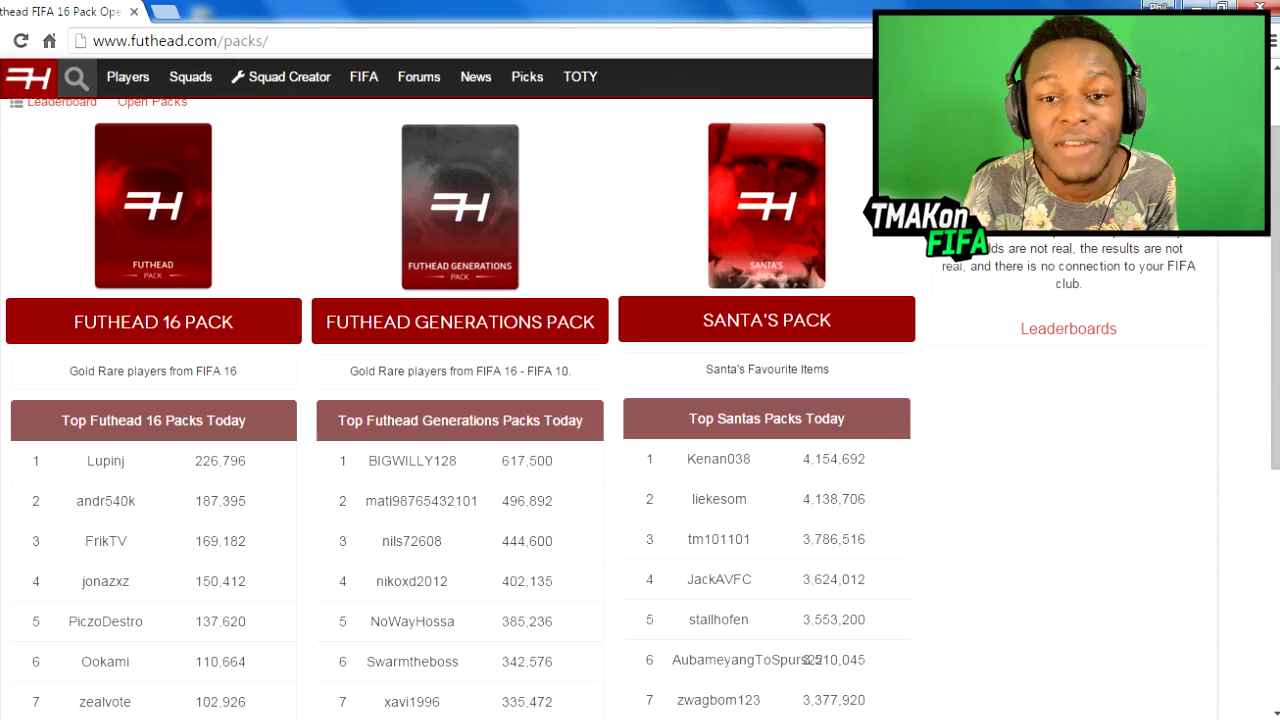 thead FIFA 16 Pack Ope
Phil
www.futhead.com/packs/
FH
Players
Squads
Squad Creator
FIFA
Forums
News
Picks
TOTY
Leaderboard
Open Packs
FH
FUTHEAD
PACK
FH
FUTHEAD GENERATIONS
PACK
FH
SANTA'S
PACK
TMAKon
FIFA
are not real, the results are not
real, and there is no connection to your FIFA
club.
Leaderboards
FUTHEAD 16 PACK
Gold Rare players from FIFA 16
Top Futhead 16 Packs Today
1 Lupinj 226,796
2 andr540k 187,395
3 FrikTV 169,182
4 jonazxz 150,412
5 PiczoDestro 137,620
6 Ookami 110,664
7 zealvote 102,926
FUTHEAD GENERATIONS PACK
Gold Rare players from FIFA 16 - FIFA 10.
Top Futhead Generations Packs Today
1 BIGWILLY128 617,500
2 mati98765432101 496,892
3 nils72608 444,600
4 nikoxd2012 402,135
5 NoWayHossa 385,236
6 Swarmtheboss 342,576
7 xavi1996 335,472
SANTA'S PACK
Santa's Favourite Items
Top Santas Packs Today
1 Kenan038 4,154,692
2 liekesom 4,138,706
3 tm101101 3,786,516
4 JackAVFC 3,624,012
5 stallhofen 3,553,200
6
7 zwagbom123 3,377,920